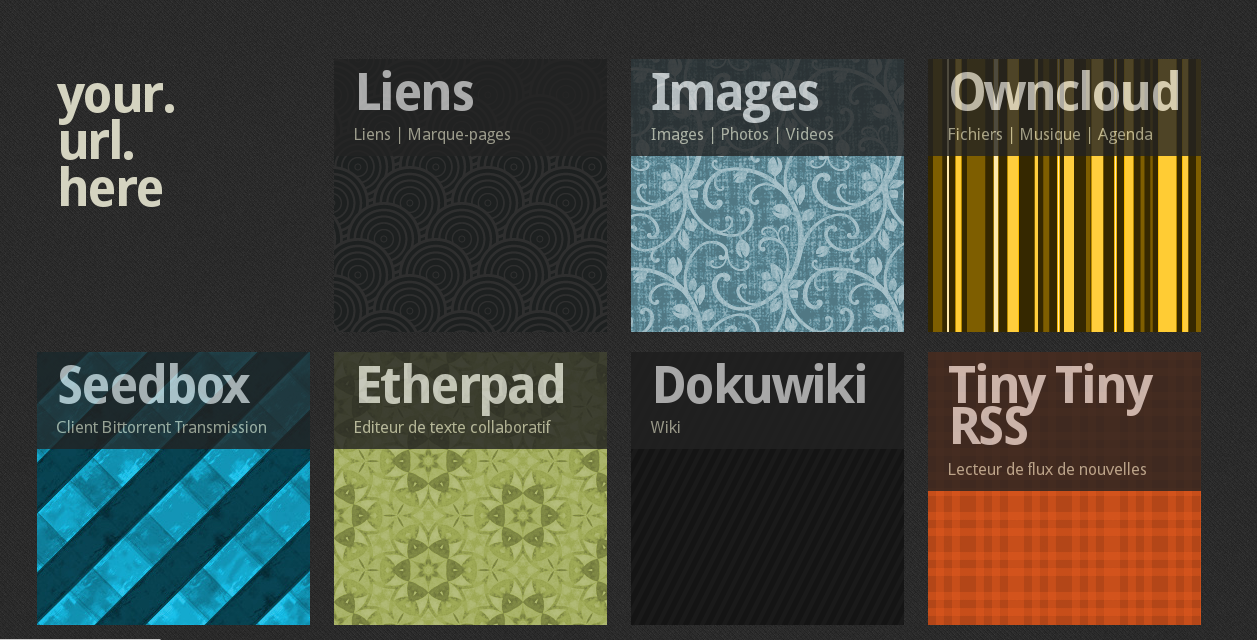 your.
url.
here
Liens
Liens | Marque-pages
Images
Images | Photos | Videos
Owncloud
Fichiers | Musique | Agenda
Seedbox
Client Bittorrent Transmission
Etherpad
Editeur de texte collaboratif
Dokuwiki
Wiki
Tiny Tiny
RSS
Lecteur de flux de nouvelles